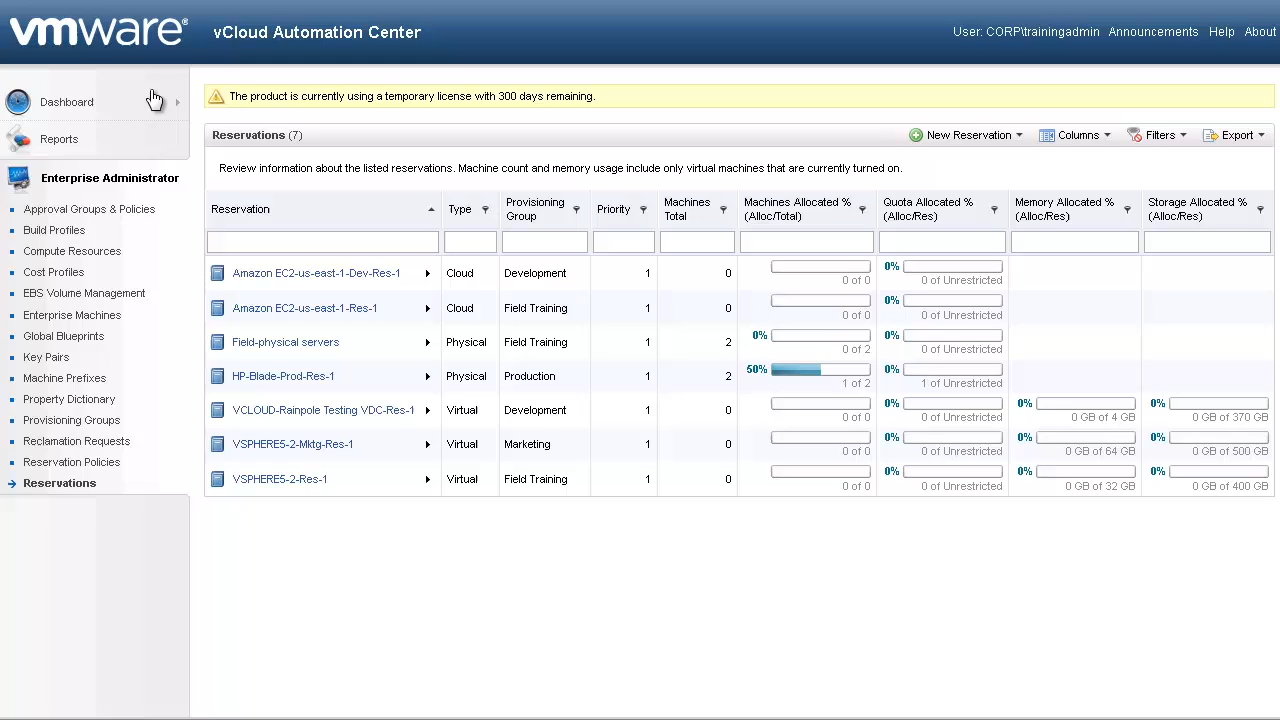 vmware® vCloud Automation Center User: CORP\trainingadmin Announcements Help About
Dashboard
Reports
Enterprise Administrator
Approval Groups & Policies
Build Profiles
Compute Resources
Cost Profiles
EBS Volume Management
Enterprise Machines
Global Blueprints
Key Pairs
Machine Prefixes
Property Dictionary
Provisioning Groups
Reclamation Requests
Reservation Policies
Reservations
The product is currently using a temporary license with 300 days remaining.
Reservations (7) New Reservation Columns Filters Export
Review information about the listed reservations. Machine count and memory usage include only virtual machines that are currently turned on.
Reservation Type Provisioning Group Priority Machines Total Machines Allocated % (Alloc/Total) Quota Allocated % (Alloc/Res) Memory Allocated % (Alloc/Res) Storage Allocated % (Alloc/Res)
Amazon EC2-us-east-1-Dev-Res-1 Cloud Development 1 0 0 of 0 0% 0 of Unrestricted
Amazon EC2-us-east-1-Res-1 Cloud Field Training 1 0 0 of 0 0% 0 of Unrestricted
Field-physical servers Physical Field Training 1 2 0% 0 of 2 0% 0 of Unrestricted
HP-Blade-Prod-Res-1 Physical Production 1 2 50% 1 of 2 0% 1 of Unrestricted
VCLOUD-Rainpole Testing VDC-Res-1 Virtual Development 1 0 0 of 0 0% 0 of Unrestricted 0% 0 GB of 4 GB 0% 0 GB of 370 GB
VSPHERE5-2-Mktg-Res-1 Virtual Marketing 1 0 0 of 0 0% 0 of Unrestricted 0% 0 GB of 64 GB 0% 0 GB of 500 GB
VSPHERE5-2-Res-1 Virtual Field Training 1 0 0 of 0 0% 0 of Unrestricted 0% 0 GB of 32 GB 0% 0 GB of 400 GB